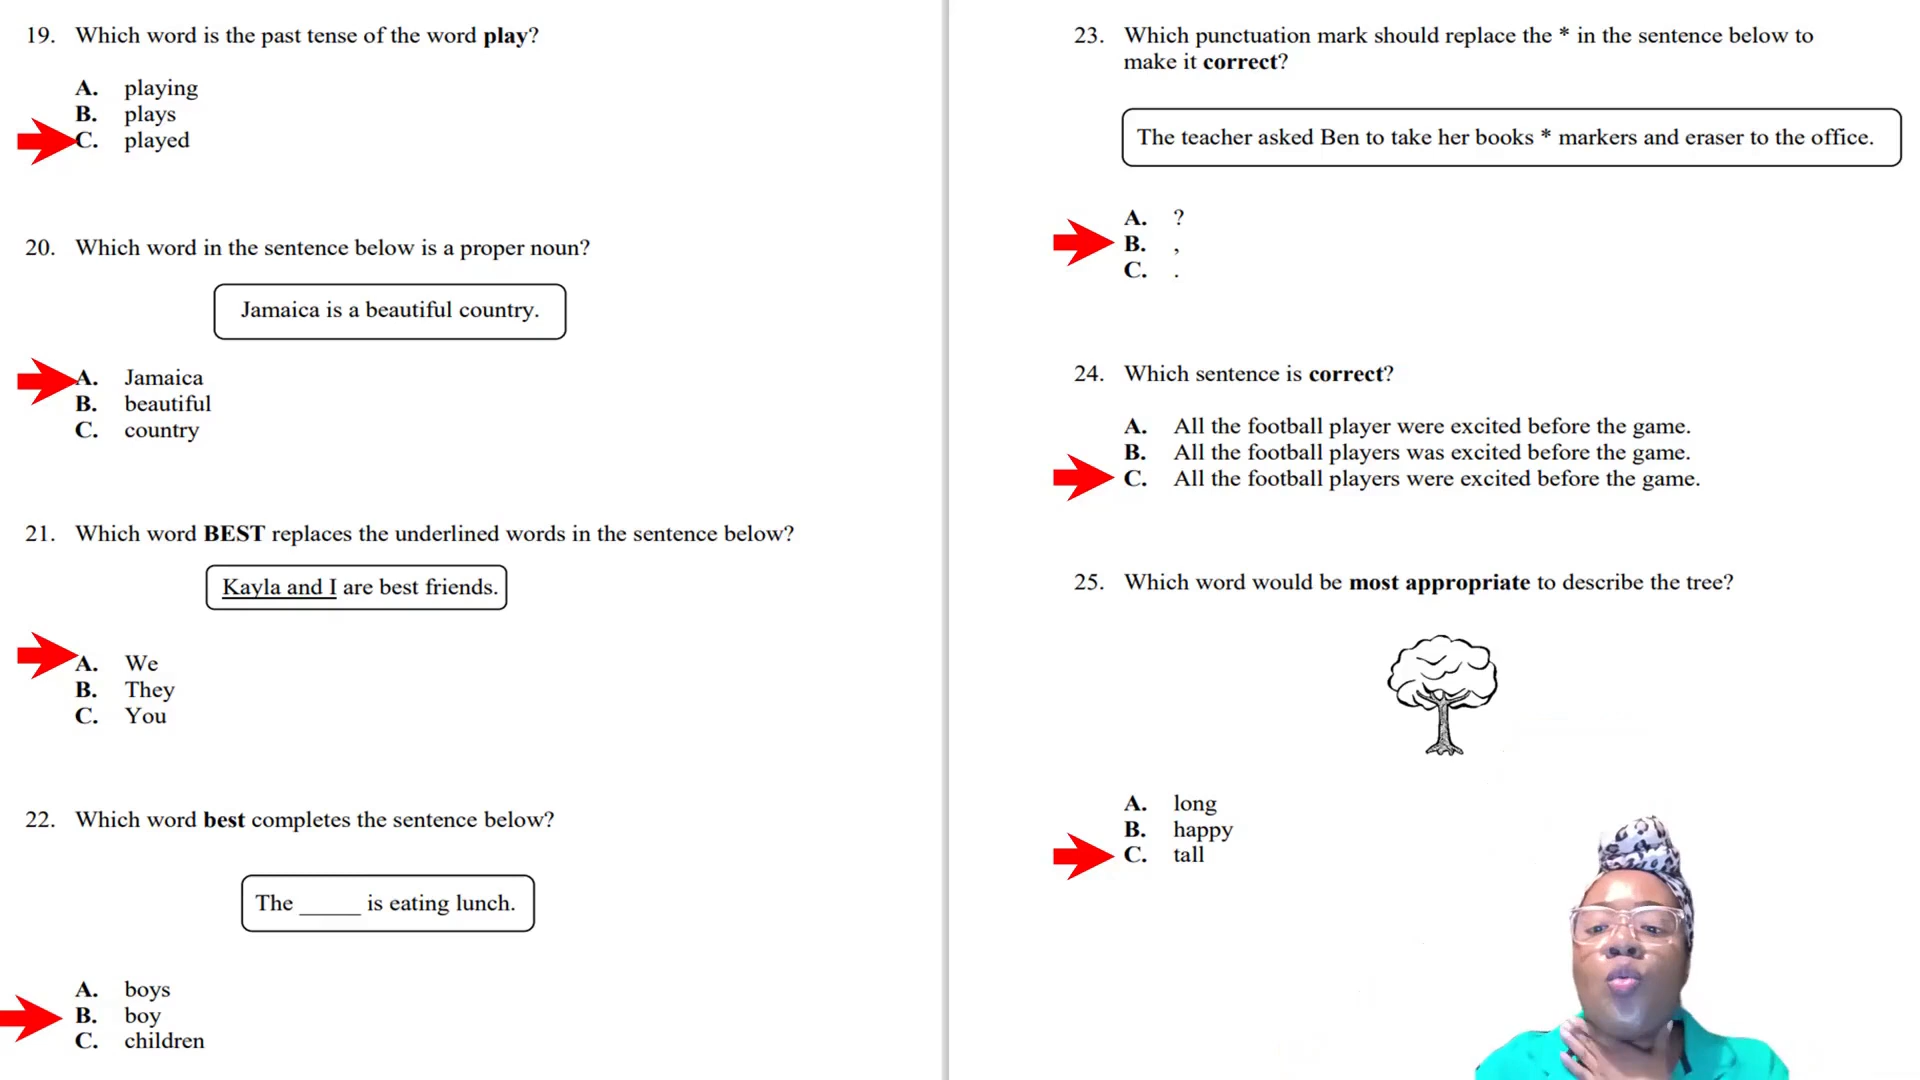 19. Which word is the past tense of the word play?
A. playing
B. plays
C. played
20. Which word in the sentence below is a proper noun?
Jamaica is a beautiful country.
A. Jamaica
B. beautiful
C. country
21. Which word BEST replaces the underlined words in the sentence below?
Kayla and I are best friends.
A. We
B. They
C. You
22. Which word best completes the sentence below?
The _____ is eating lunch.
A. boys
B. boy
C. children
23. Which punctuation mark should replace the * in the sentence below to
make it correct?
The teacher asked Ben to take her books * markers and eraser to the office.
A. ?
B. ,
C. .
24. Which sentence is correct?
A. All the football player were excited before the game.
B. All the football players was excited before the game.
C. All the football players were excited before the game.
25. Which word would be most appropriate to describe the tree?
A. long
B. happy
C. tall